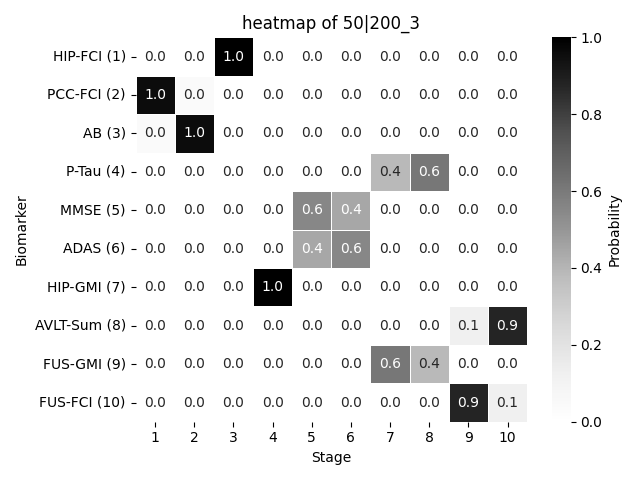 heatmap of 50|200_3
HIP-FCI (1) 0.0 0.0 1.0 0.0 0.0 0.0 0.0 0.0 0.0 0.0
PCC-FCI (2) 1.0 0.0 0.0 0.0 0.0 0.0 0.0 0.0 0.0 0.0
AB (3) 0.0 1.0 0.0 0.0 0.0 0.0 0.0 0.0 0.0 0.0
P-Tau (4) 0.0 0.0 0.0 0.0 0.0 0.0 0.4 0.6 0.0 0.0
MMSE (5) 0.0 0.0 0.0 0.0 0.6 0.4 0.0 0.0 0.0 0.0
ADAS (6) 0.0 0.0 0.0 0.0 0.4 0.6 0.0 0.0 0.0 0.0
HIP-GMI (7) 0.0 0.0 0.0 1.0 0.0 0.0 0.0 0.0 0.0 0.0
AVLT-Sum (8) 0.0 0.0 0.0 0.0 0.0 0.0 0.0 0.0 0.1 0.9
FUS-GMI (9) 0.0 0.0 0.0 0.0 0.0 0.0 0.6 0.4 0.0 0.0
FUS-FCI (10) 0.0 0.0 0.0 0.0 0.0 0.0 0.0 0.0 0.9 0.1
1 2 3 4 5 6 7 8 9 10
Stage
Biomarker
1.0
0.8
0.6
0.4
0.2
0.0
Probability